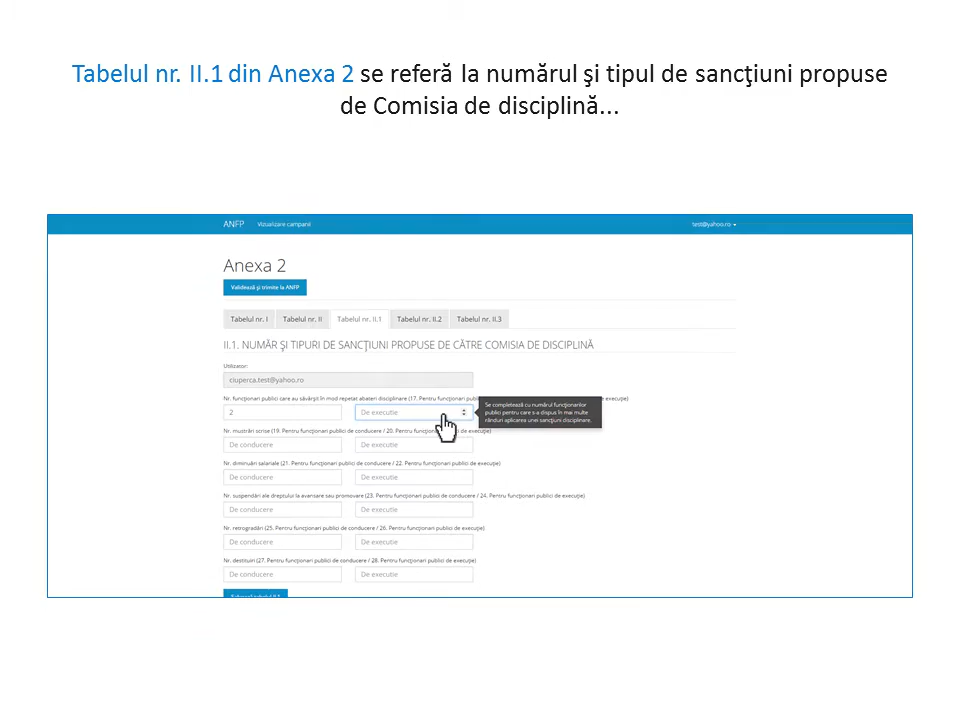 Tabelul nr. II.1 din Anexa 2 se referă la numărul şi tipul de sancţiuni propuse
de Comisia de disciplină...
ANFP Vizualizare campanii test@yahoo.ro
Anexa 2
Validează şi trimite la ANFP
Tabelul nr. I Tabelul nr. II Tabelul nr. II.1 Tabelul nr. II.2 Tabelul nr. II.3
II.1. NUMĂR ŞI TIPURI DE SANCŢIUNI PROPUSE DE CĂTRE COMISIA DE DISCIPLINĂ
Utilizator:
ciuperca.test@yahoo.ro
Nr. funcţionari publici care au săvârşit în mod repetat abateri disciplinare (17. Pentru funcţionari publ e execuţie)
2 De executie
Se completează cu numărul funcţionarilor
publici pentru care s-a dispus în mai multe
rânduri aplicarea unei sancţiuni disciplinare.
Nr. mustrări scrise (19. Pentru funcţionari publici de conducere / 20. Pentru funcţionari publici de execuţie)
De conducere De executie
Nr. diminuări salariale (21. Pentru funcţionari publici de conducere / 22. Pentru funcţionari publici de execuţie)
De conducere De executie
Nr. suspendări ale dreptului la avansare sau promovare (23. Pentru funcţionari publici de conducere / 24. Pentru funcţionari publici de execuţie)
De conducere De executie
Nr. retrogradări (25. Pentru funcţionari publici de conducere / 26. Pentru funcţionari publici de execuţie)
De conducere De executie
Nr. destituiri (27. Pentru funcţionari publici de conducere / 28. Pentru funcţionari publici de execuţie)
De conducere De executie